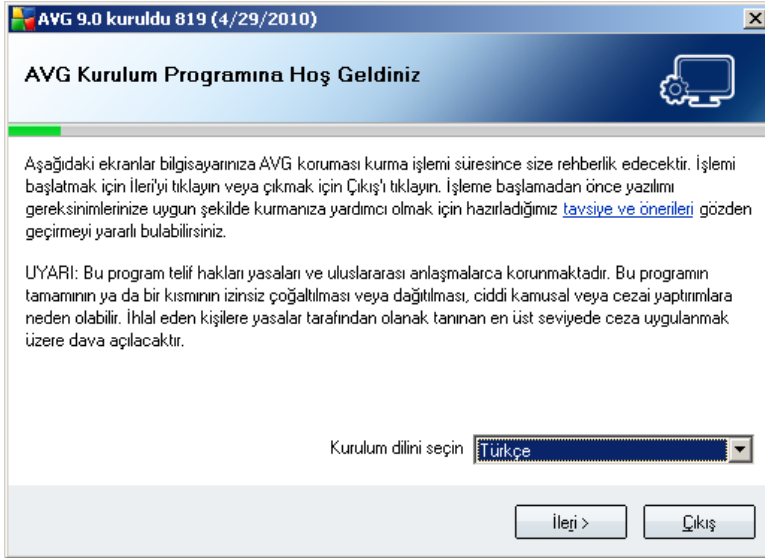 AVG 9.0 kuruldu 819 (4/29/2010)
AVG Kurulum Programına Hoş Geldiniz
Aşağıdaki ekranlar bilgisayarınıza AVG koruması kurma işlemi süresince size rehberlik edecektir. İşlemi
başlatmak için İleri'yi tıklayın veya çıkmak için Çıkış'ı tıklayın. İşleme başlamadan önce yazılımı
gereksinimlerinize uygun şekilde kurmanıza yardımcı olmak için hazırladığımız tavsiye ve önerileri gözden
geçirmeyi yararlı bulabilirsiniz.
UYARI: Bu program telif hakları yasaları ve uluslararası anlaşmalarca korunmaktadır. Bu programın
tamamının ya da bir kısmının izinsiz çoğaltılması veya dağıtılması, ciddi kamusal veya cezai yaptırımlara
neden olabilir. İhlal eden kişilere yasalar tarafından olanak tanınan en üst seviyede ceza uygulanmak
üzere dava açılacaktır.
Kurulum dilini seçin Türkçe
İleri > Çıkış